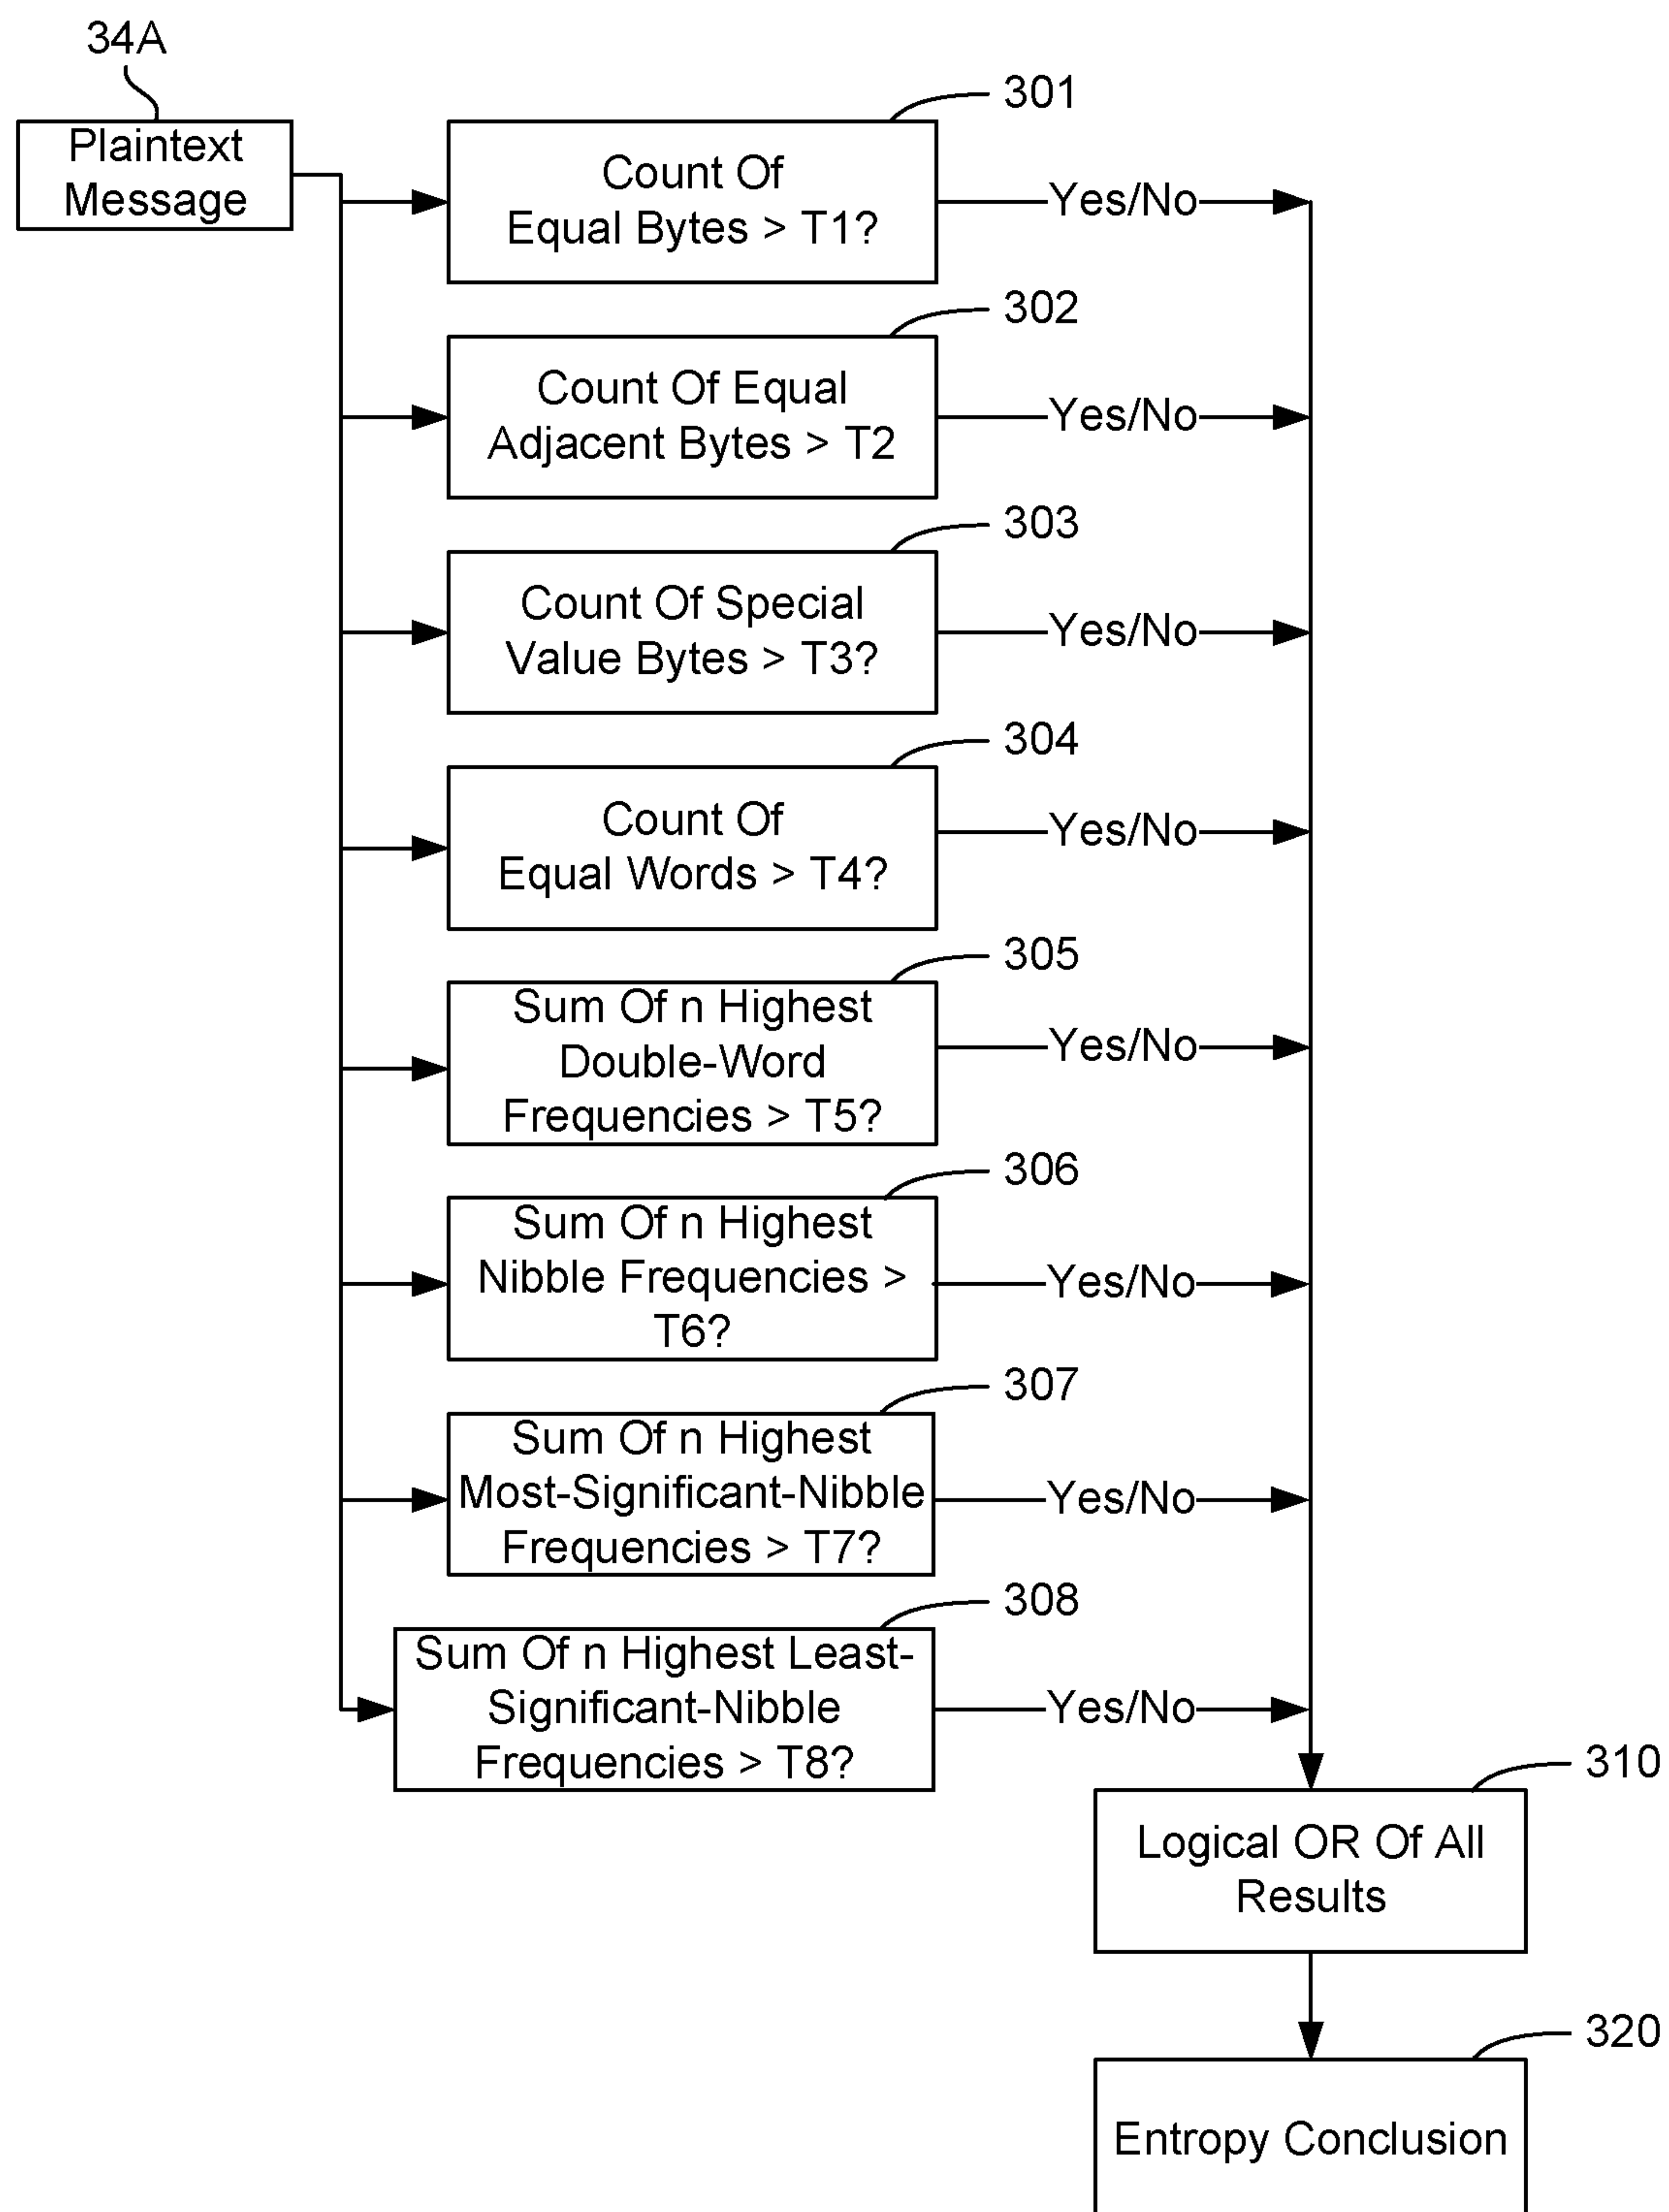 34A
Plaintext
Message
301
Count Of
Equal Bytes > T1?
Yes/No
302
Count Of Equal
Adjacent Bytes > T2
Yes/No
303
Count Of Special
Value Bytes > T3?
Yes/No
304
Count Of
Equal Words > T4?
Yes/No
305
Sum Of n Highest
Double-Word
Frequencies > T5?
Yes/No
306
Sum Of n Highest
Nibble Frequencies >
T6?
Yes/No
307
Sum Of n Highest
Most-Significant-Nibble
Frequencies > T7?
Yes/No
308
Sum Of n Highest Least-
Significant-Nibble
Frequencies > T8?
Yes/No
310
Logical OR Of All
Results
320
Entropy Conclusion